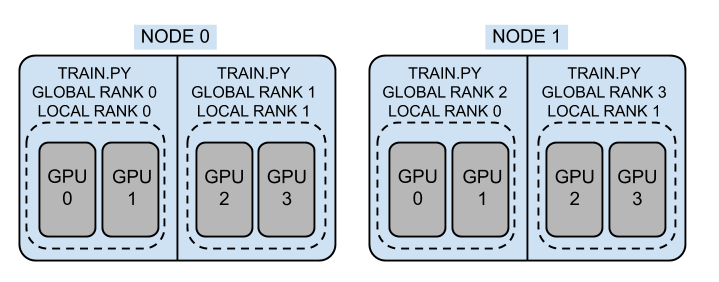 NODE 0
TRAIN.PY
GLOBAL RANK 0
LOCAL RANK 0
GPU
0
GPU
1
TRAIN.PY
GLOBAL RANK 1
LOCAL RANK 1
GPU
2
GPU
3
NODE 1
TRAIN.PY
GLOBAL RANK 2
LOCAL RANK 0
GPU
0
GPU
1
TRAIN.PY
GLOBAL RANK 3
LOCAL RANK 1
GPU
2
GPU
3